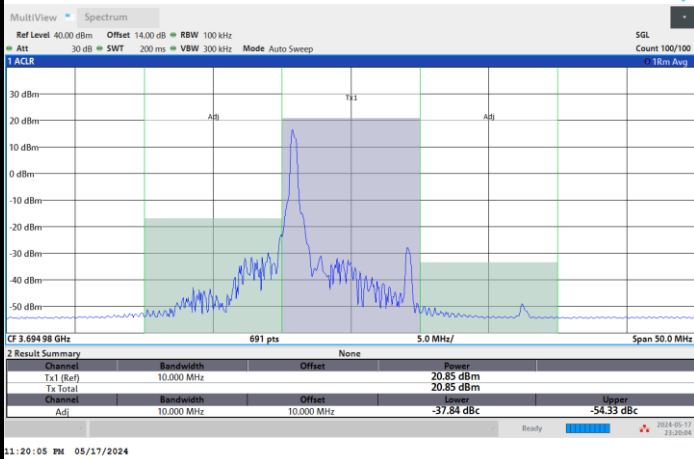 MultiView Spectrum
Ref Level 40.00 dBm Offset 14.00 dB RBW 100 kHz SGL
Att 30 dB SWT 200 ms VBW 300 kHz Mode Auto Sweep Count 100/100
1 ACLR 1Rm Avg
30 dBm
Tx1
20 dBm
Adj Adj
10 dBm
0 dBm
-10 dBm
-20 dBm
-30 dBm
-40 dBm
-50 dBm
CF 3.694 98 GHz 691 pts 5.0 MHz/ Span 50.0 MHz
2 Result Summary None
Channel Bandwidth Offset Power
Tx1 (Ref) 10.000 MHz 20.85 dBm
Tx Total 20.85 dBm
Channel Bandwidth Offset Lower Upper
Adj 10.000 MHz 10.000 MHz -37.84 dBc -54.33 dBc
Ready 2024-05-17
23:20:04
11:20:05 PM 05/17/2024